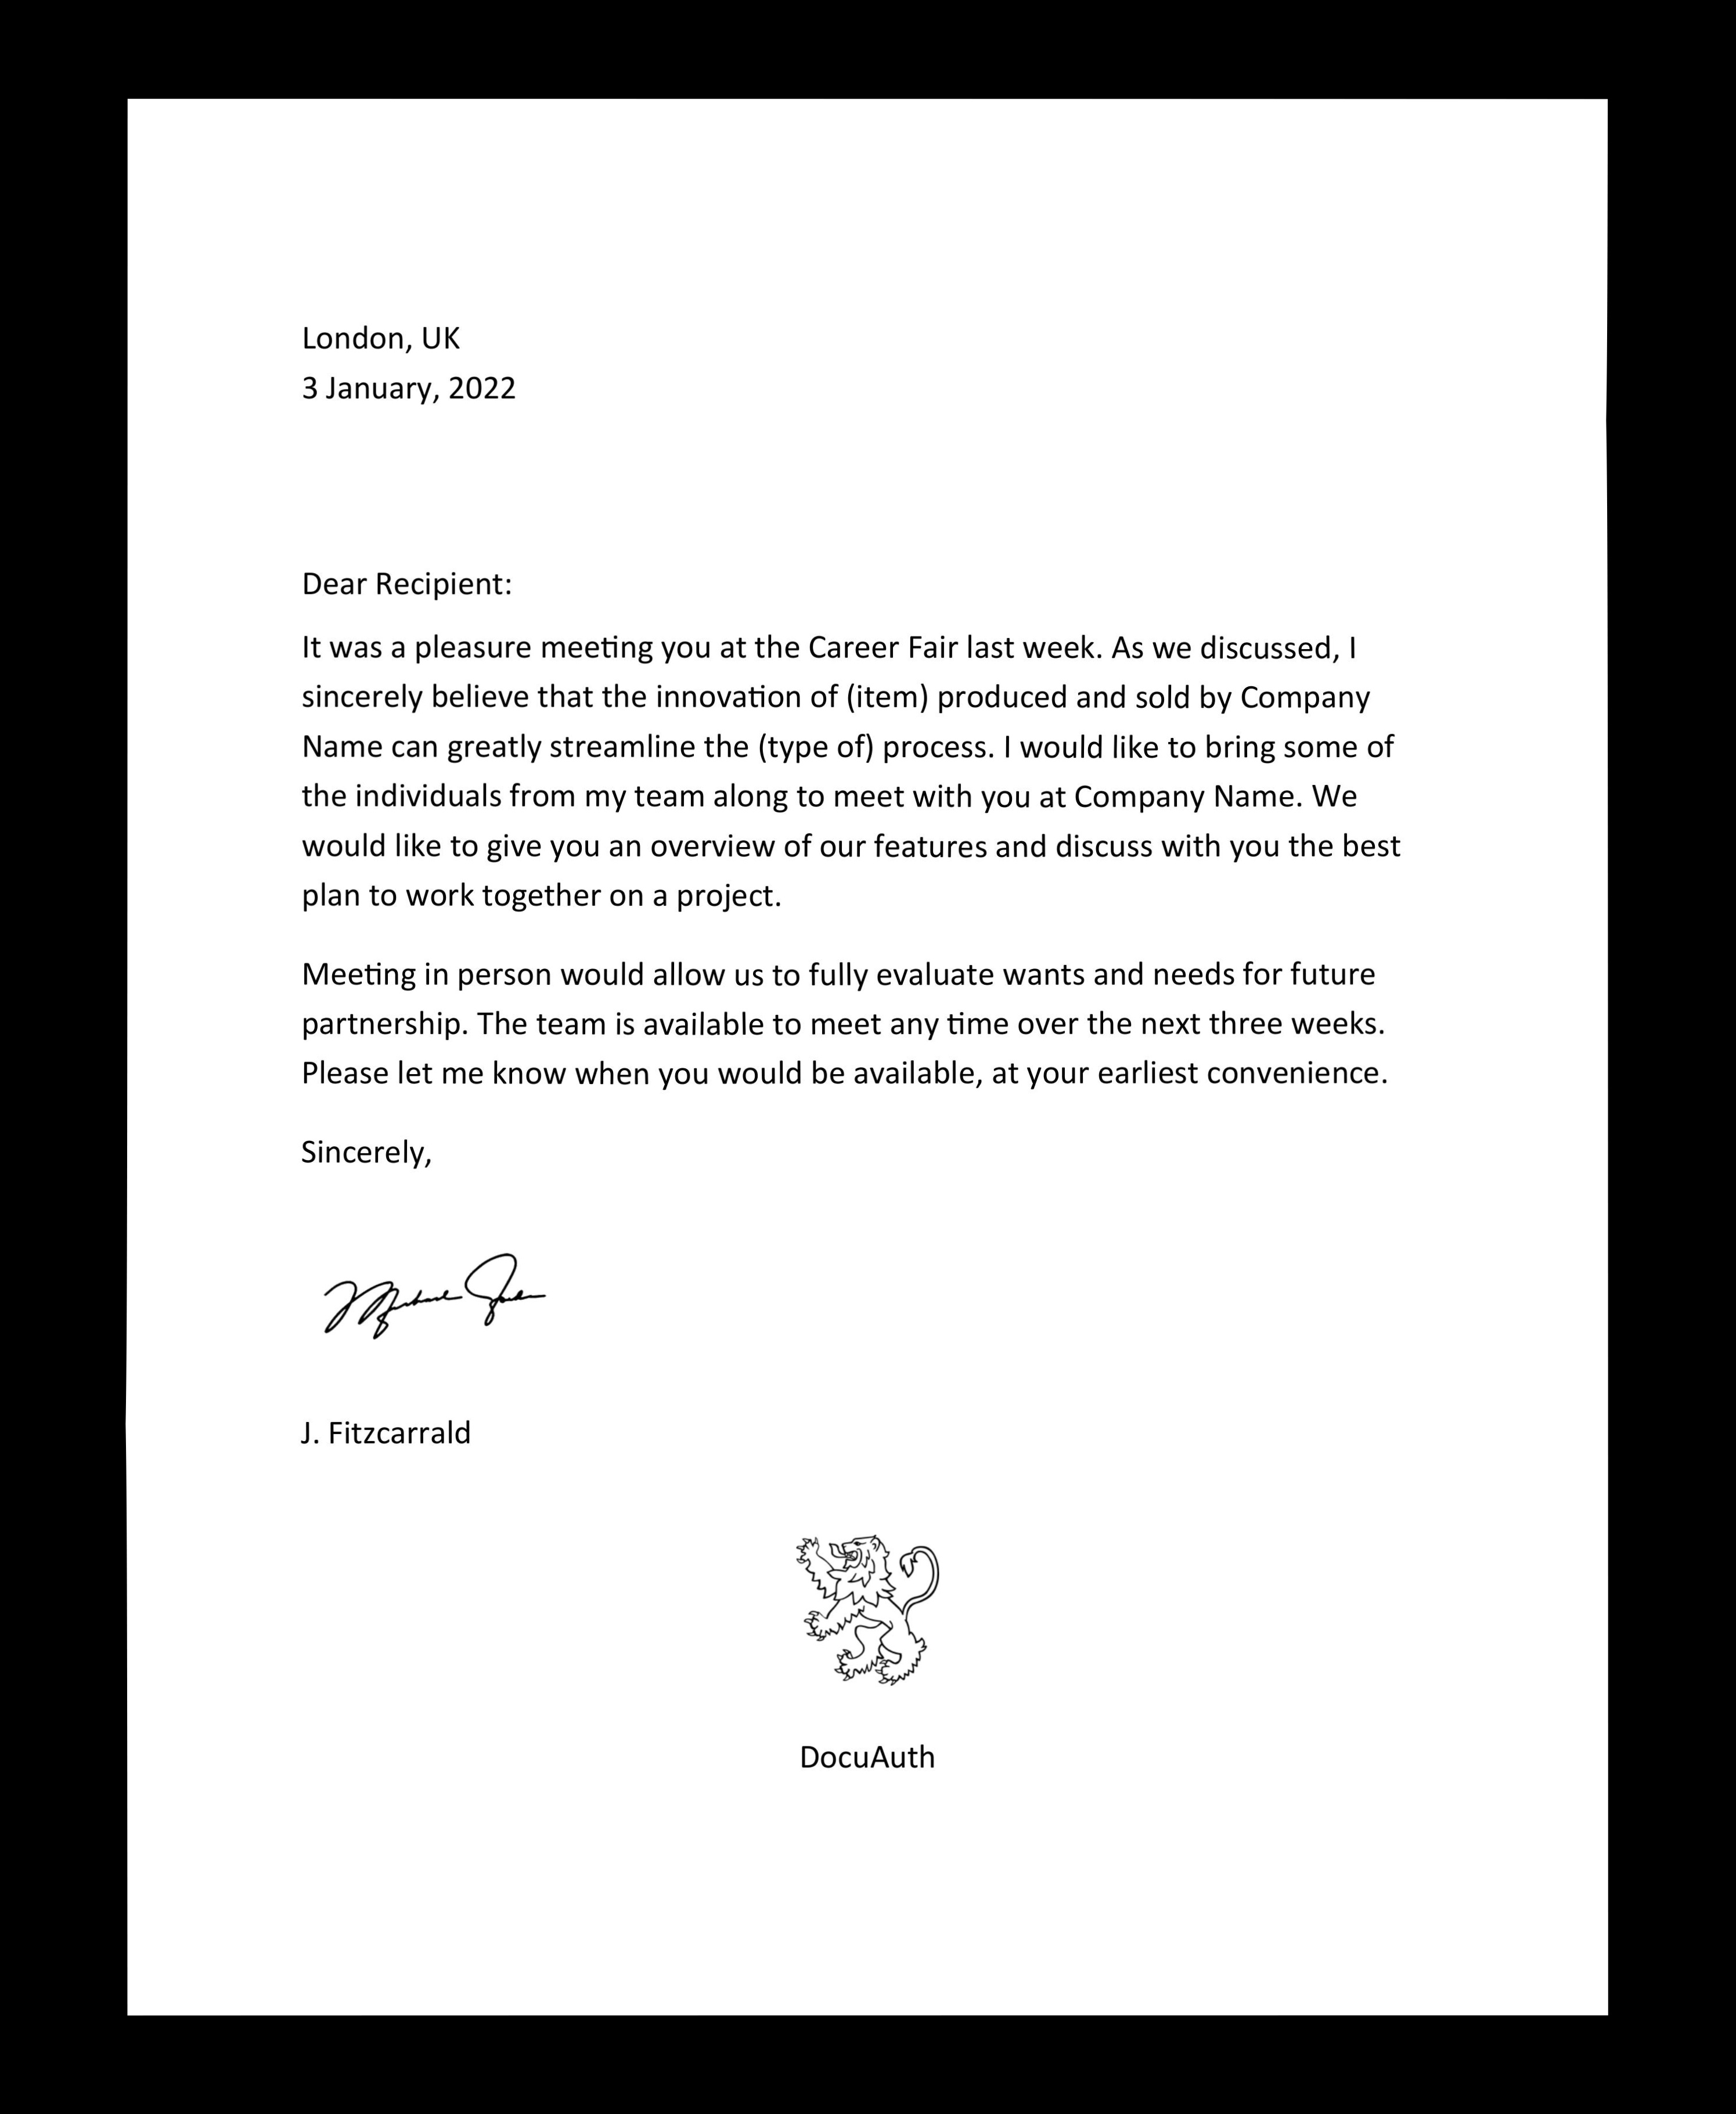 London, UK
3 January, 2022
Dear Recipient:
It was a pleasure meeting you at the Career Fair last week. As we discussed, I
sincerely believe that the innovation of (item) produced and sold by Company
Name can greatly streamline the (type of) process. I would like to bring some of
the individuals from my team along to meet with you at Company Name. We
would like to give you an overview of our features and discuss with you the best
plan to work together on a project.
Meeting in person would allow us to fully evaluate wants and needs for future
partnership. The team is available to meet any time over the next three weeks.
Please let me know when you would be available, at your earliest convenience.
Sincerely,
J. Fitzcarrald
DocuAuth